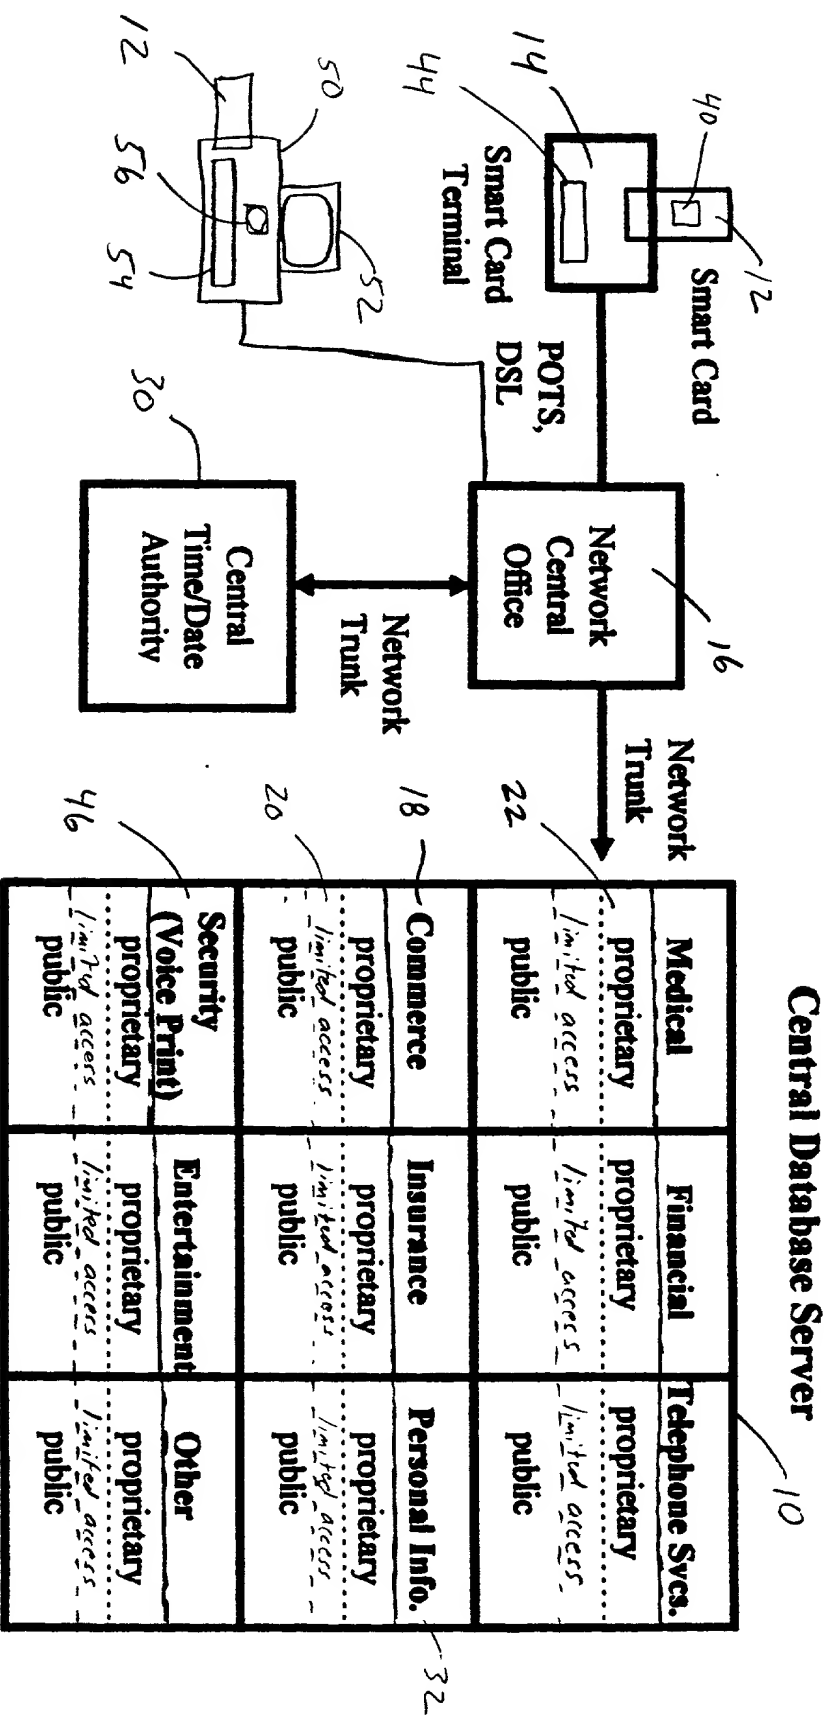 Central Database Server
10
40
12
Smart Card
14
44
Smart Card
Terminal
POTS,
DSL
Network
Central
Office
16
Network
Trunk
22
Medical
proprietary
limited access
public
Financial
proprietary
limited access
public
Telephone Svcs.
proprietary
limited access
public
18
Commerce
proprietary
20
limited access
public
Insurance
proprietary
limited access
public
Personal Info.
32
proprietary
limited access
public
46
Security
(Voice Print)
proprietary
limited access
public
Entertainment
proprietary
limited access
public
Other
proprietary
limited access
public
Network
Trunk
30
Central
Time/Date
Authority
50
52
12
56
54